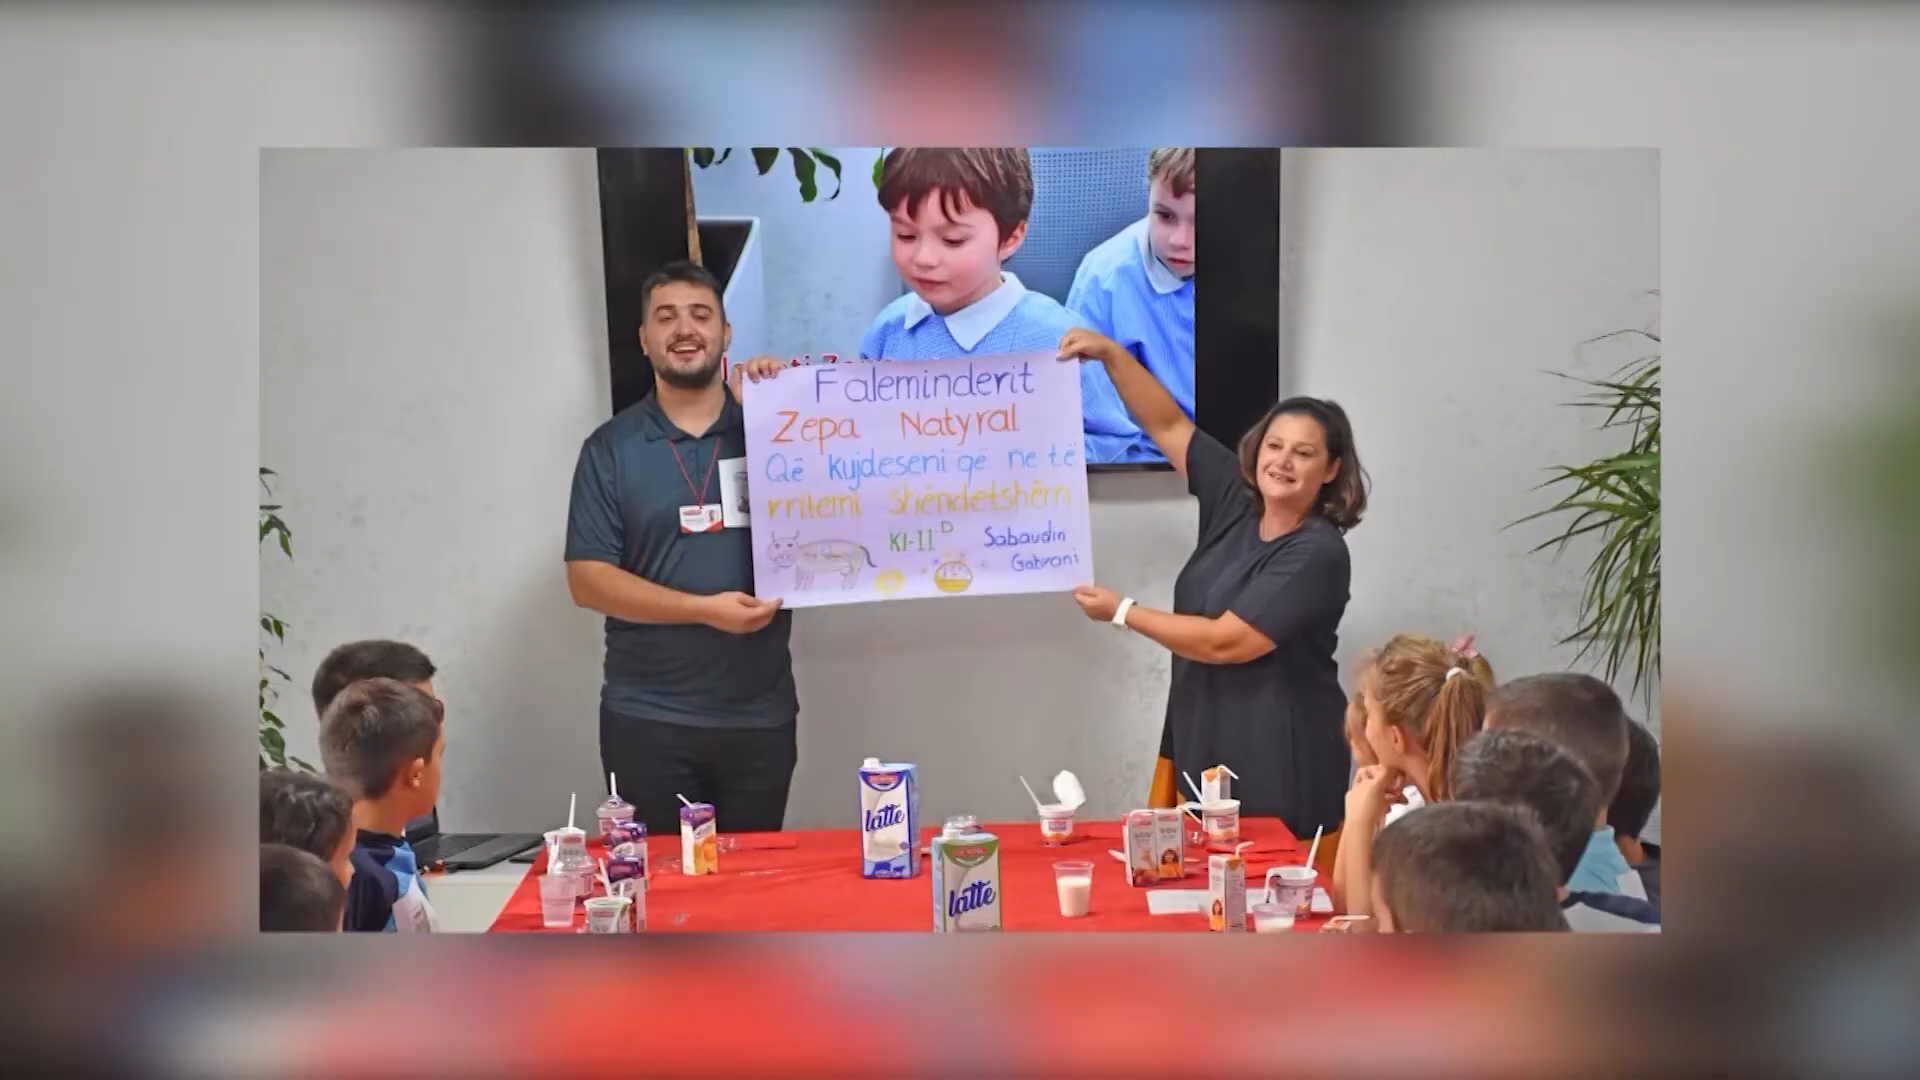 Faleminderit
Zepa Natyral
Që kujdeseni që ne të
rritemi shëndetshëm
Kl-II-D
Sabaudin
Gabrani
latte
latte